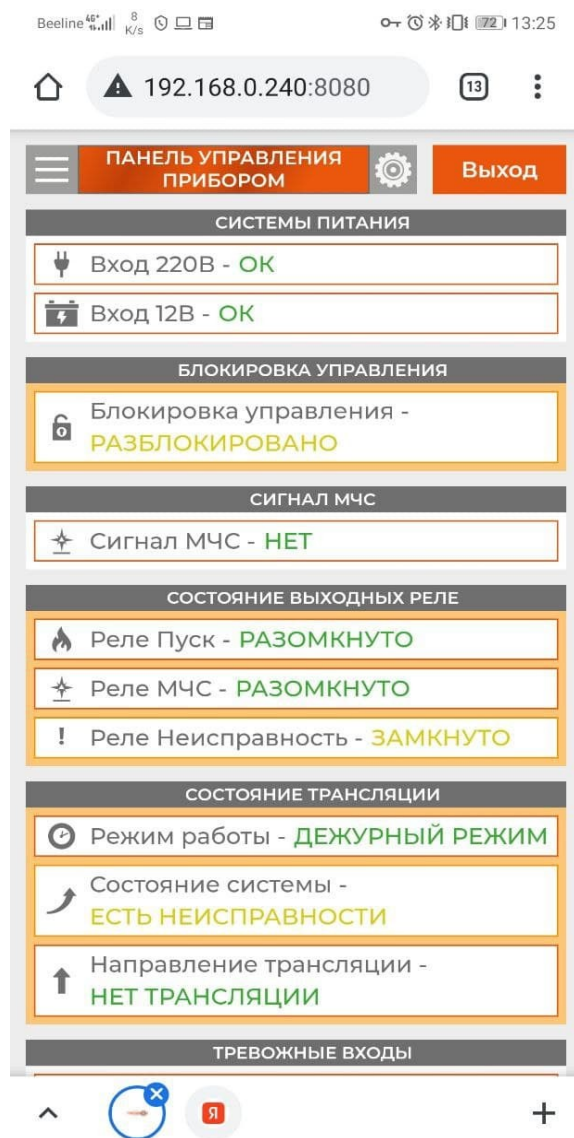 Beeline 4G+ 8 K/s 72 13:25
192.168.0.240:8080 13
ПАНЕЛЬ УПРАВЛЕНИЯ
ПРИБОРОМ
Выход
СИСТЕМЫ ПИТАНИЯ
Вход 220В - ОК
Вход 12В - ОК
БЛОКИРОВКА УПРАВЛЕНИЯ
Блокировка управления -
РАЗБЛОКИРОВАНО
СИГНАЛ МЧС
Сигнал МЧС - НЕТ
СОСТОЯНИЕ ВЫХОДНЫХ РЕЛЕ
Реле Пуск - РАЗОМКНУТО
Реле МЧС - РАЗОМКНУТО
Реле Неисправность - ЗАМКНУТО
СОСТОЯНИЕ ТРАНСЛЯЦИИ
Режим работы - ДЕЖУРНЫЙ РЕЖИМ
Состояние системы -
ЕСТЬ НЕИСПРАВНОСТИ
Направление трансляции -
НЕТ ТРАНСЛЯЦИИ
ТРЕВОЖНЫЕ ВХОДЫ
Я